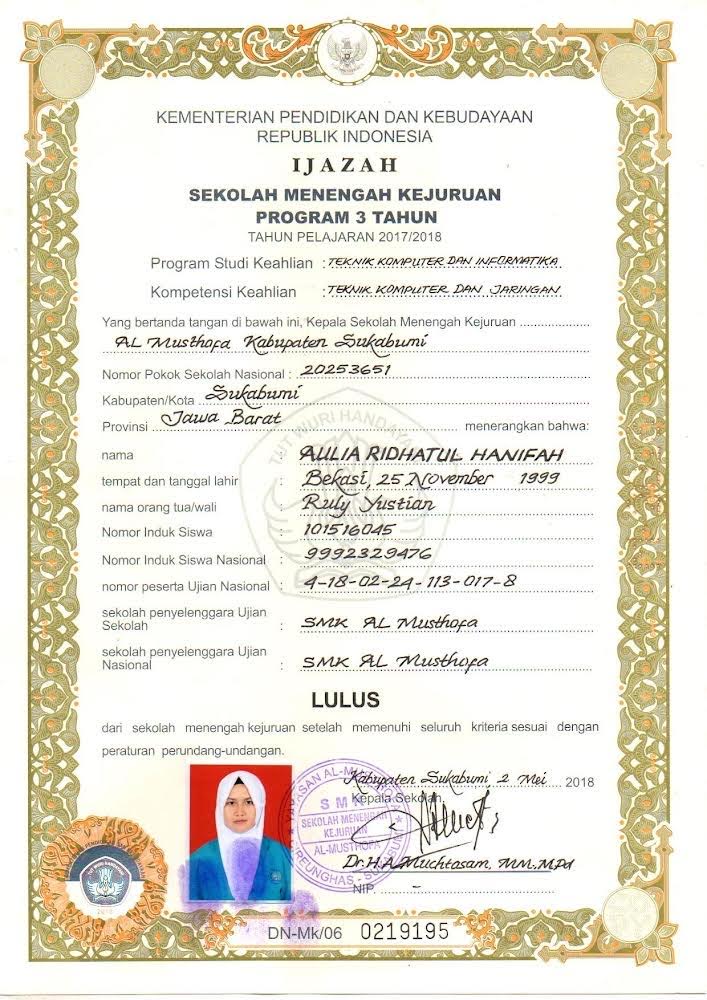 KEMENTERIAN PENDIDIKAN DAN KEBUDAYAAN
REPUBLIK INDONESIA
IJAZAH
SEKOLAH MENENGAH KEJURUAN
PROGRAM 3 TAHUN
TAHUN PELAJARAN 2017/2018
Program Studi Keahlian : TEKNIK KOMPUTER DAN INFORMATIKA
Kompetensi Keahlian : TEKNIK KOMPUTER DAN JARINGAN
Yang bertanda tangan di bawah ini, Kepala Sekolah Menengah Kejuruan
AL Musthofa Kabupaten Sukabumi
Nomor Pokok Sekolah Nasional : 20253651
Kabupaten/Kota Sukabumi
Provinsi Jawa Barat menerangkan bahwa:
TUT WURI HANDAYANI
nama : AULIA RIDHATUL HANIFAH
tempat dan tanggal lahir : Bekasi, 25 November 1999
nama orang tua/wali : Ruly Yustian
Nomor Induk Siswa : 101516045
Nomor Induk Siswa Nasional : 9992329476
nomor peserta Ujian Nasional : 4-18-02-24-113-017-8
sekolah penyelenggara Ujian
Sekolah : SMK AL Musthofa
sekolah penyelenggara Ujian
Nasional : SMK AL Musthofa
LULUS
dari sekolah menengah kejuruan setelah memenuhi seluruh kriteria sesuai dengan
peraturan perundang-undangan.
Kabupaten Sukabumi 2 Mei 2018
Kepala Sekolah,
SMK
SEKOLAH MENENGAH
KEJURUAN
AL-MUSTHOFA
Dr. H. A. Muchtasam, MM. MPd
NIP. -
DN-Mk/06 0219195